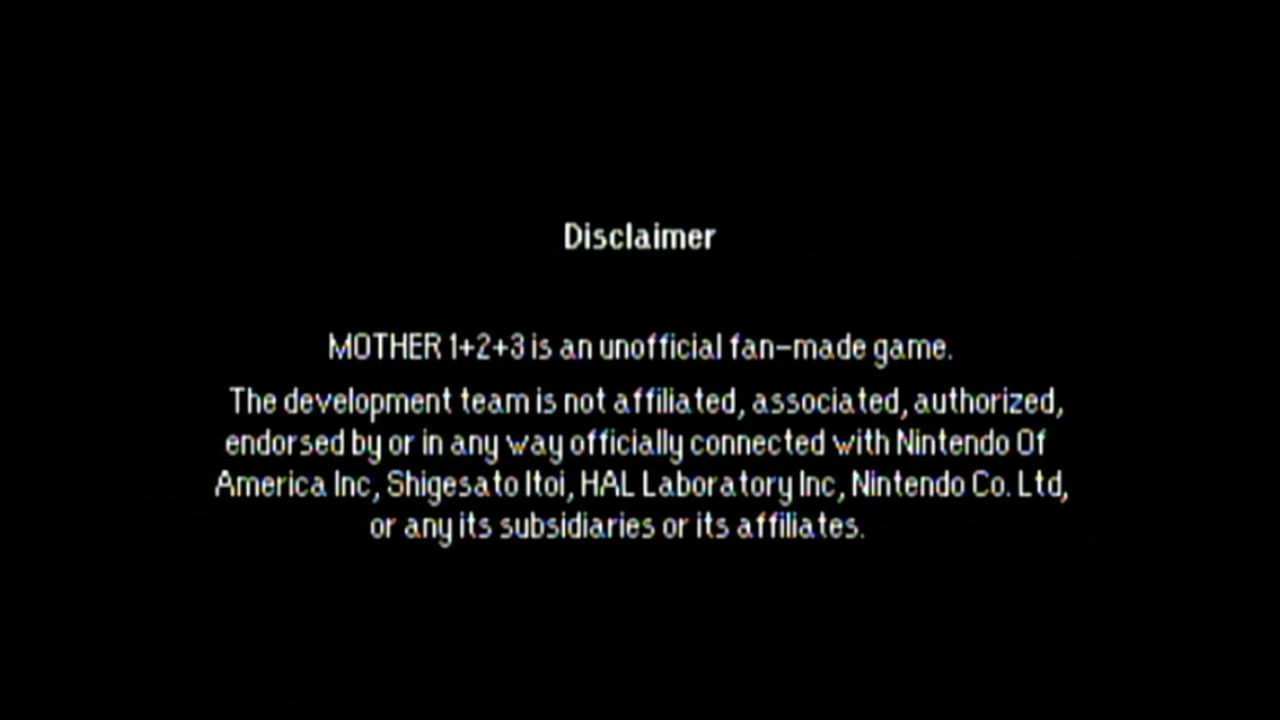 Disclaimer
MOTHER 1+2+3 is an unofficial fan-made game.
The development team is not affiliated, associated, authorized,
endorsed by or in any way officially connected with Nintendo Of
America Inc, Shigesato Itoi, HAL Laboratory Inc, Nintendo Co. Ltd,
or any its subsidiaries or its affiliates.